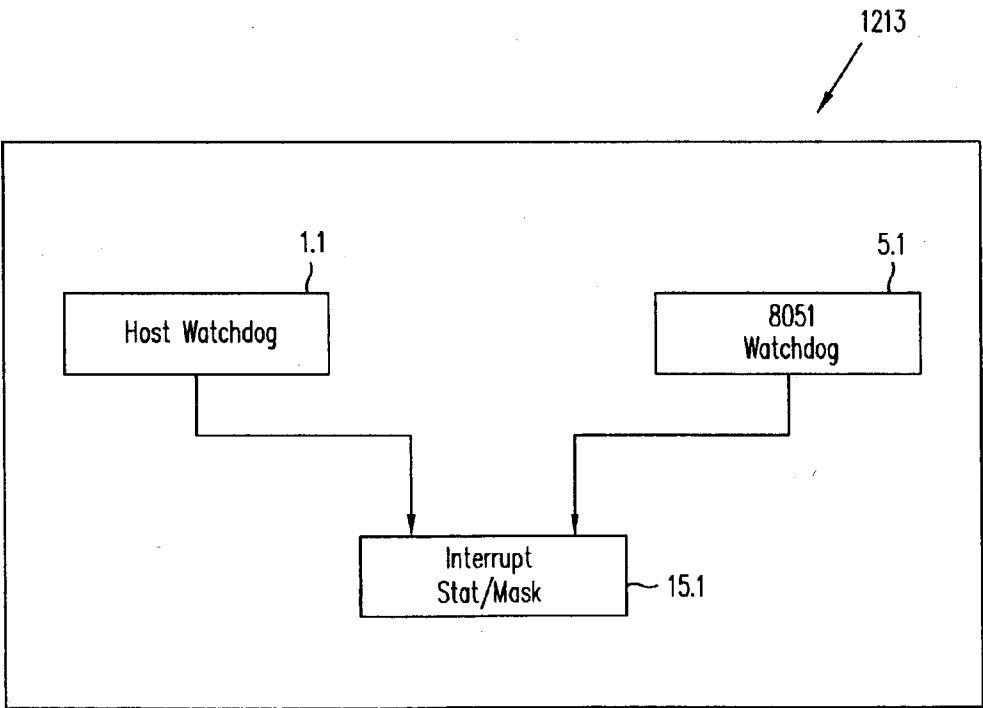 1213
1.1
Host Watchdog
5.1
8051
Watchdog
Interrupt
Stat/Mask
15.1